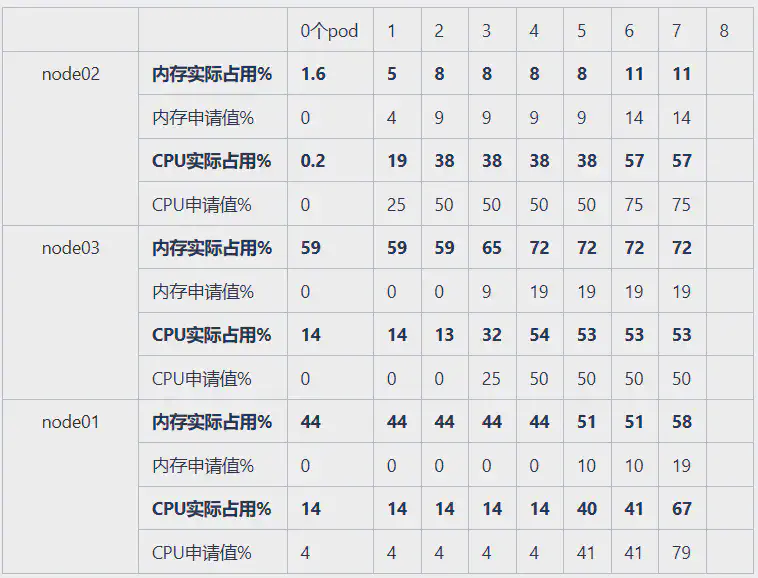 0个pod 1 2 3 4 5 6 7 8
node02 内存实际占用% 1.6 5 8 8 8 8 11 11
内存申请值% 0 4 9 9 9 9 14 14
CPU实际占用% 0.2 19 38 38 38 38 57 57
CPU申请值% 0 25 50 50 50 50 75 75
node03 内存实际占用% 59 59 59 65 72 72 72 72
内存申请值% 0 0 0 9 19 19 19 19
CPU实际占用% 14 14 13 32 54 53 53 53
CPU申请值% 0 0 0 25 50 50 50 50
node01 内存实际占用% 44 44 44 44 44 51 51 58
内存申请值% 0 0 0 0 0 10 10 19
CPU实际占用% 14 14 14 14 14 40 41 67
CPU申请值% 4 4 4 4 4 41 41 79